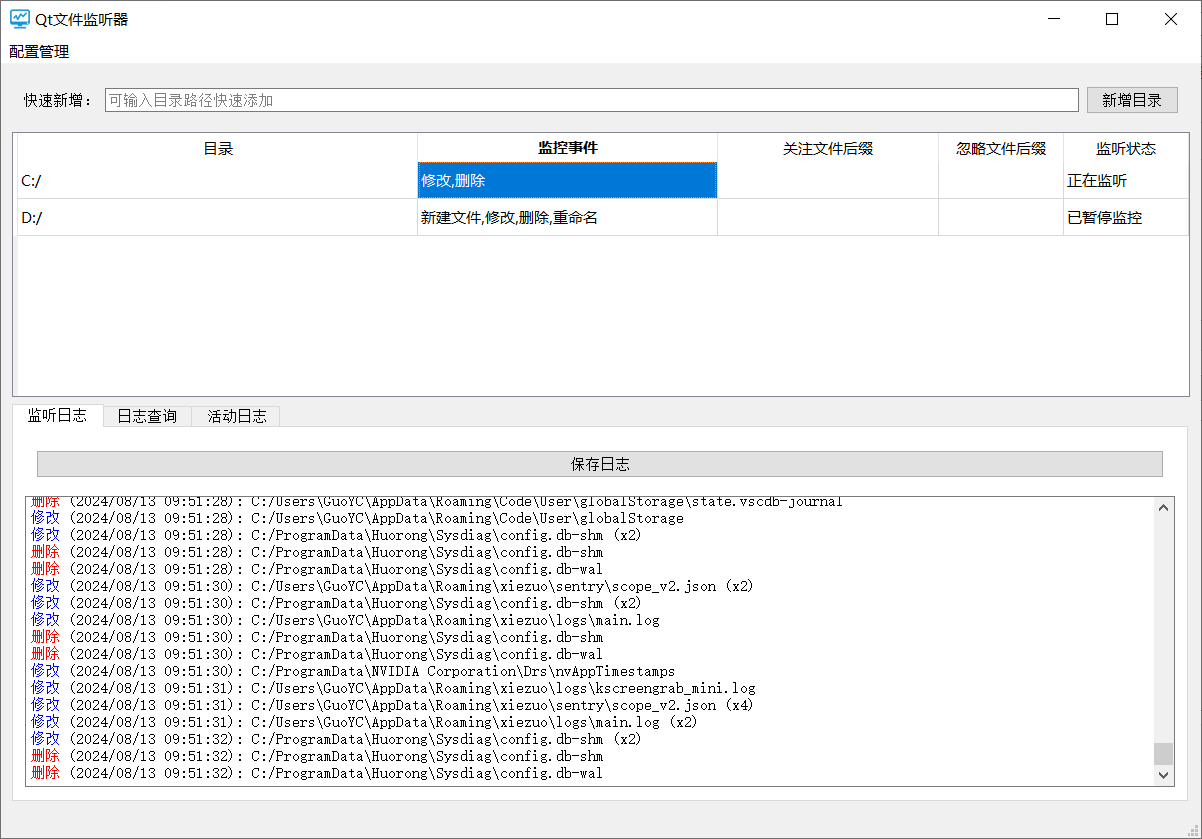 Qt文件监听器
配置管理
快速新增： 可输入目录路径快速添加 新增目录
目录 监控事件 关注文件后缀 忽略文件后缀 监听状态
C:/ 修改,删除 正在监听
D:/ 新建文件,修改,删除,重命名 已暂停监控
监听日志 日志查询 活动日志
保存日志
删除 (2024/08/13 09:51:28): C:/Users\GuoYC\AppData\Roaming\Code\User\globalStorage\state.vscdb-journal
修改 (2024/08/13 09:51:28): C:/Users\GuoYC\AppData\Roaming\Code\User\globalStorage
修改 (2024/08/13 09:51:28): C:/ProgramData\Huorong\Sysdiag\config.db-shm (x2)
删除 (2024/08/13 09:51:28): C:/ProgramData\Huorong\Sysdiag\config.db-shm
删除 (2024/08/13 09:51:28): C:/ProgramData\Huorong\Sysdiag\config.db-wal
修改 (2024/08/13 09:51:30): C:/Users\GuoYC\AppData\Roaming\xiezuo\sentry\scope_v2.json (x2)
修改 (2024/08/13 09:51:30): C:/ProgramData\Huorong\Sysdiag\config.db-shm (x2)
修改 (2024/08/13 09:51:30): C:/Users\GuoYC\AppData\Roaming\xiezuo\logs\main.log
删除 (2024/08/13 09:51:30): C:/ProgramData\Huorong\Sysdiag\config.db-shm
删除 (2024/08/13 09:51:30): C:/ProgramData\Huorong\Sysdiag\config.db-wal
修改 (2024/08/13 09:51:30): C:/ProgramData\NVIDIA Corporation\Drs\nvAppTimestamps
修改 (2024/08/13 09:51:31): C:/Users\GuoYC\AppData\Roaming\xiezuo\logs\kscreengrab_mini.log
修改 (2024/08/13 09:51:31): C:/Users\GuoYC\AppData\Roaming\xiezuo\sentry\scope_v2.json (x4)
修改 (2024/08/13 09:51:31): C:/Users\GuoYC\AppData\Roaming\xiezuo\logs\main.log (x2)
修改 (2024/08/13 09:51:32): C:/ProgramData\Huorong\Sysdiag\config.db-shm (x2)
删除 (2024/08/13 09:51:32): C:/ProgramData\Huorong\Sysdiag\config.db-shm
删除 (2024/08/13 09:51:32): C:/ProgramData\Huorong\Sysdiag\config.db-wal